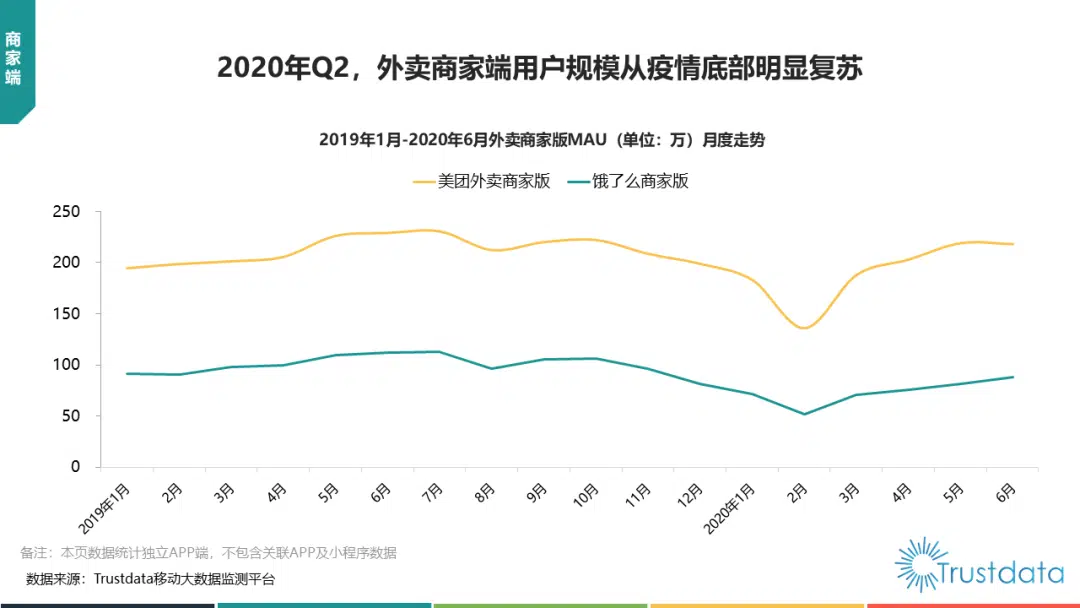 商家端
2020年Q2，外卖商家端用户规模从疫情底部明显复苏
2019年1月-2020年6月外卖商家版MAU（单位：万）月度走势
美团外卖商家版 饿了么商家版
250
200
150
100
50
0
2019年1月 2月 3月 4月 5月 6月 7月 8月 9月 10月 11月 12月 2020年1月 2月 3月 4月 5月 6月
备注：本页数据统计独立APP端，不包含关联APP及小程序数据
数据来源：Trustdata移动大数据监测平台
Trustdata